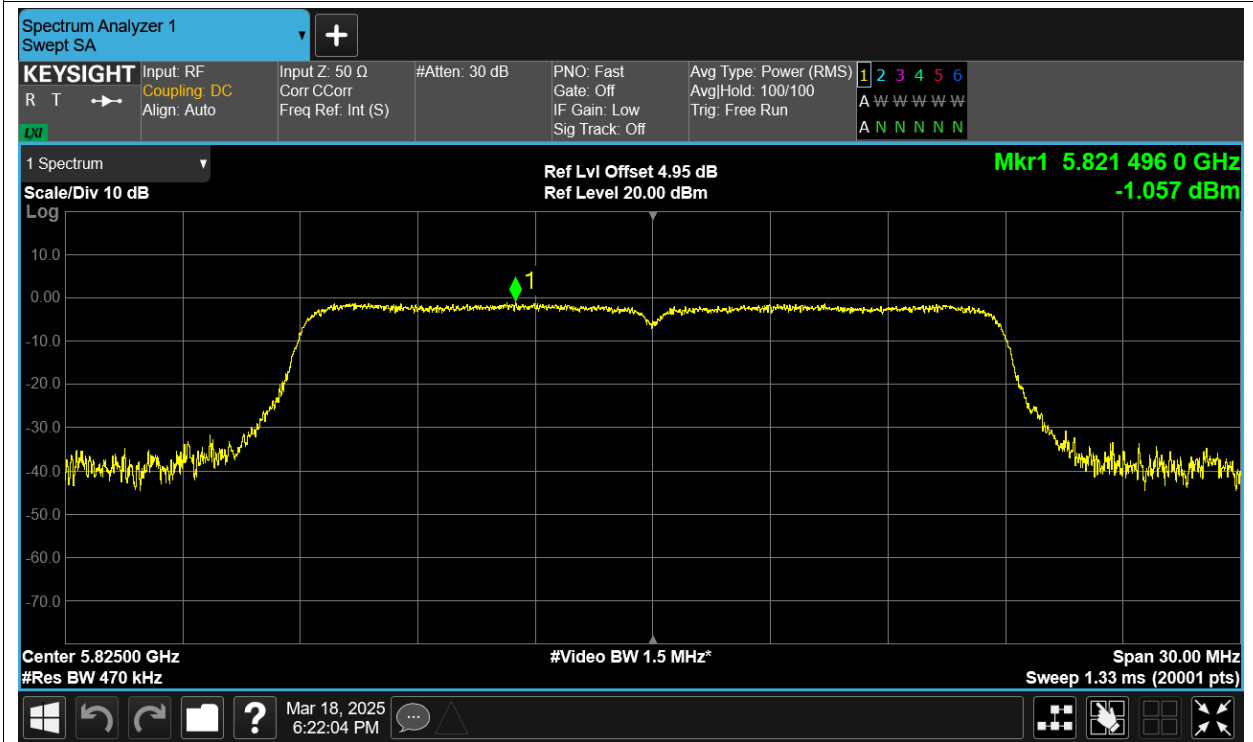 Spectrum Analyzer 1
Swept SA
+
KEYSIGHT
R T
LXI
Input: RF
Coupling: DC
Align: Auto
Input Z: 50 Ω
Corr CCorr
Freq Ref: Int (S)
#Atten: 30 dB
PNO: Fast
Gate: Off
IF Gain: Low
Sig Track: Off
Avg Type: Power (RMS)
Avg|Hold: 100/100
Trig: Free Run
1 2 3 4 5 6
A W W W W W
A N N N N N
1 Spectrum
Scale/Div 10 dB
Log
Ref Lvl Offset 4.95 dB
Ref Level 20.00 dBm
Mkr1 5.821 496 0 GHz
-1.057 dBm
10.0
0.00
-10.0
-20.0
-30.0
-40.0
-50.0
-60.0
-70.0
1
Center 5.82500 GHz
#Res BW 470 kHz
#Video BW 1.5 MHz*
Span 30.00 MHz
Sweep 1.33 ms (20001 pts)
?
Mar 18, 2025
6:22:04 PM